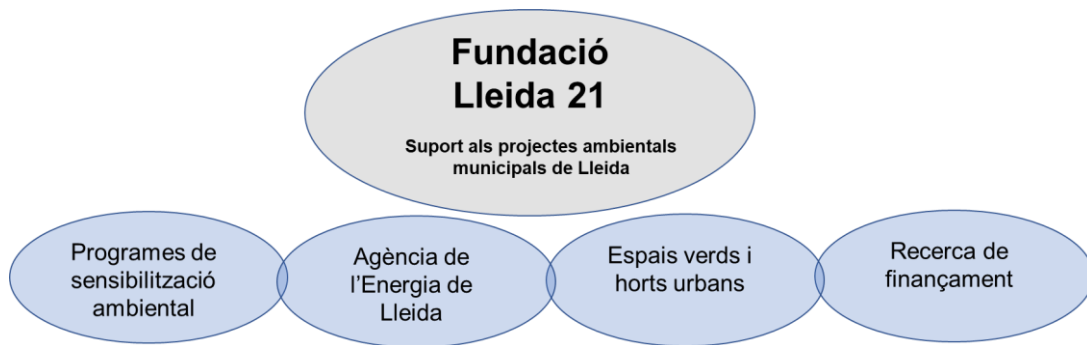 Fundació
Lleida 21
Suport als projectes ambientals
municipals de Lleida
Programes de
sensibilització
ambiental
Agència de
l'Energia de
Lleida
Espais verds i
horts urbans
Recerca de
finançament